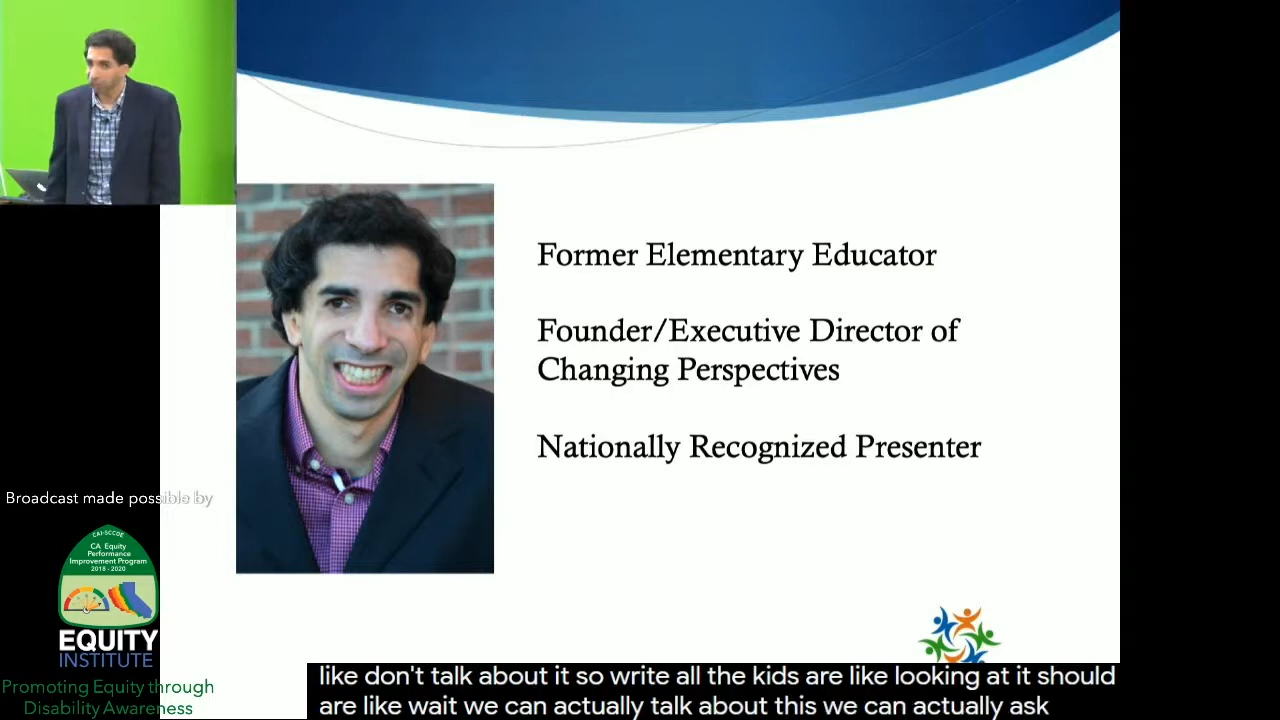 Former Elementary Educator
Founder/Executive Director of
Changing Perspectives
Nationally Recognized Presenter
Broadcast made possible by
CAI-SCCOE
CA Equity
Performance
Improvement Program
2018 - 2020
EQUITY
INSTITUTE
Promoting Equity through
Disability Awareness
like don't talk about it so write all the kids are like looking at it should
are like wait we can actually talk about this we can actually ask